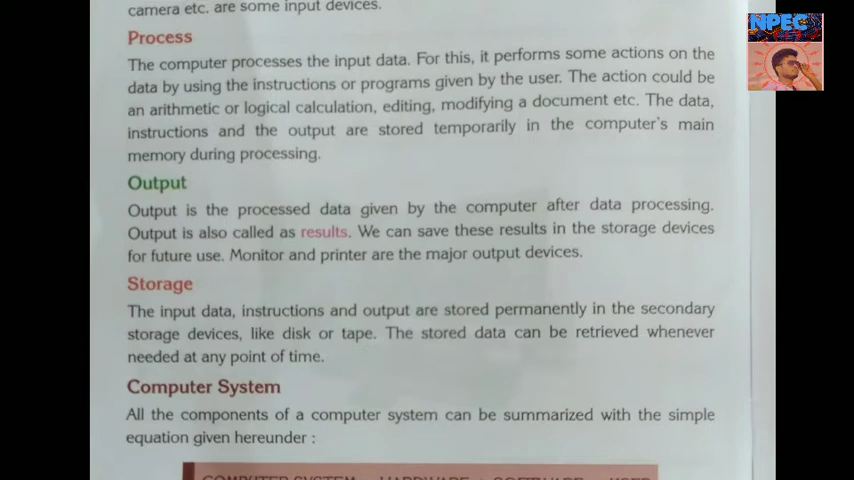 camera etc. are some input devices.
Process
The computer processes the input data. For this, it performs some actions on the
data by using the instructions or programs given by the user. The action could be
an arithmetic or logical calculation, editing, modifying a document etc. The data,
instructions and the output are stored temporarily in the computer's main
memory during processing.
Output
Output is the processed data given by the computer after data processing.
Output is also called as results. We can save these results in the storage devices
for future use. Monitor and printer are the major output devices.
Storage
The input data, instructions and output are stored permanently in the secondary
storage devices, like disk or tape. The stored data can be retrieved whenever
needed at any point of time.
Computer System
All the components of a computer system can be summarized with the simple
equation given hereunder :
COMPUTER SYSTEM HARDWARE SOFTWARE USER
NPEC